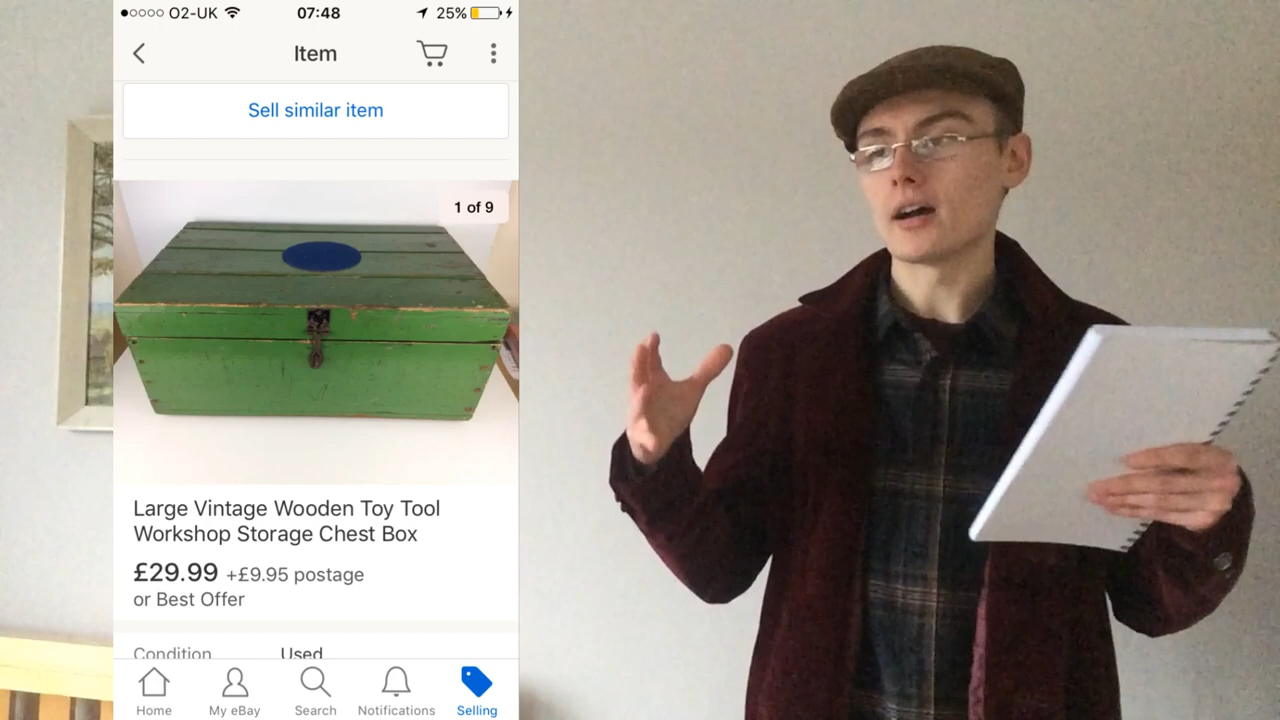 O2-UK 07:48 25%
Item
Sell similar item
1 of 9
Large Vintage Wooden Toy Tool
Workshop Storage Chest Box
£29.99 +£9.95 postage
or Best Offer
Condition Used
Home My eBay Search Notifications Selling